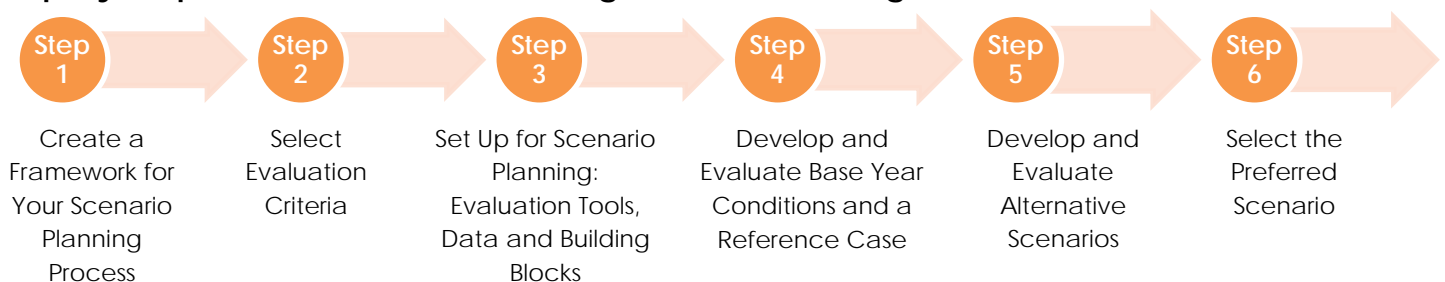 Step
1
Step
2
Step
3
Step
4
Step
5
Step
6
Create a
Framework for
Your Scenario
Planning
Process
Select
Evaluation
Criteria
Set Up for Scenario
Planning:
Evaluation Tools,
Data and Building
Blocks
Develop and
Evaluate Base Year
Conditions and a
Reference Case
Develop and
Evaluate
Alternative
Scenarios
Select the
Preferred
Scenario